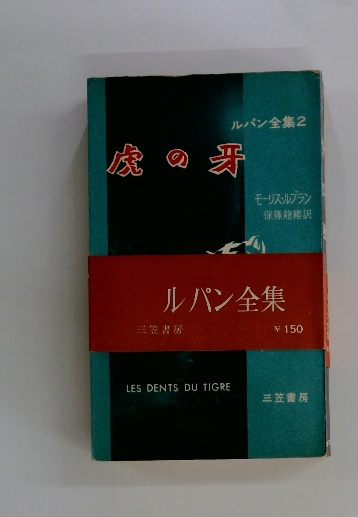 ルパン全集2
虎の牙
モーリス・ルブラン
保篠龍緒訳
ルパン全集
三笠書房
¥150
LES DENTS DU TIGRE
三笠書房